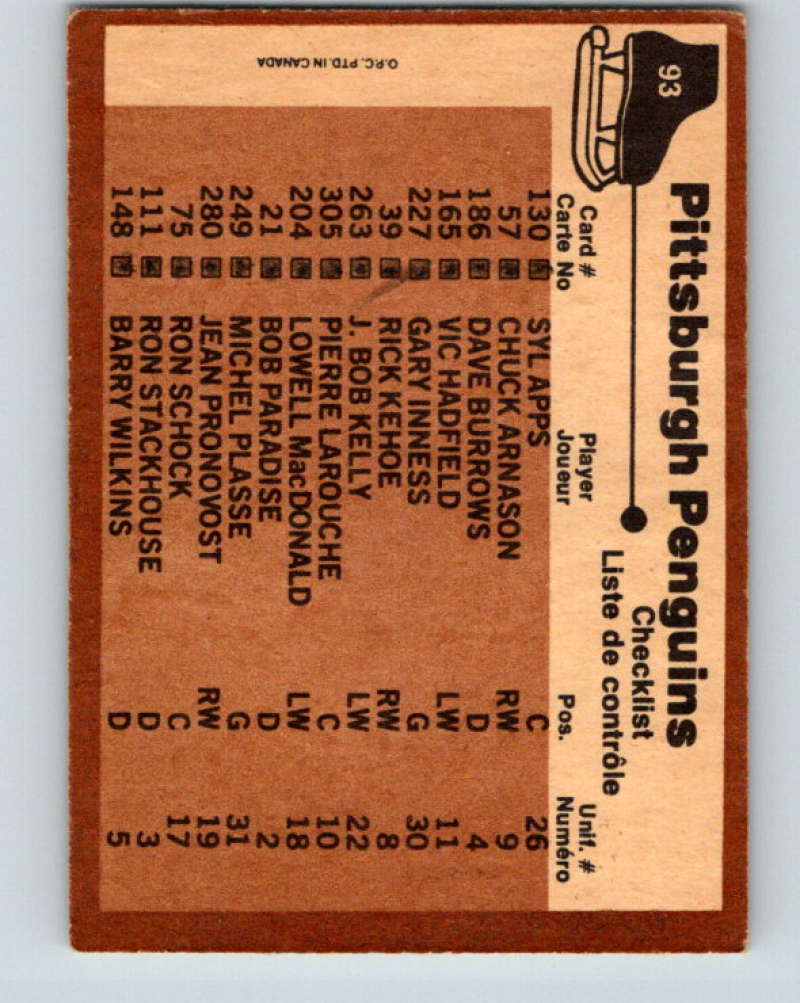 93
Pittsburgh Penguins
Checklist
Liste de contrôle
Card # Player Pos. Unif. #
Carte No Joueur Numéro
130 SYL APPS C 26
57 CHUCK ARNASON RW 9
186 DAVE BURROWS D 4
165 VIC HADFIELD LW 11
227 GARY INNESS G 30
39 RICK KEHOE RW 8
263 J. BOB KELLY LW 22
305 PIERRE LAROUCHE C 10
204 LOWELL MacDONALD LW 18
21 BOB PARADISE D 2
249 MICHEL PLASSE G 31
280 JEAN PRONOVOST RW 19
75 RON SCHOCK C 17
111 RON STACKHOUSE D 3
148 BARRY WILKINS D 5
O.P.C. PTD. IN CANADA